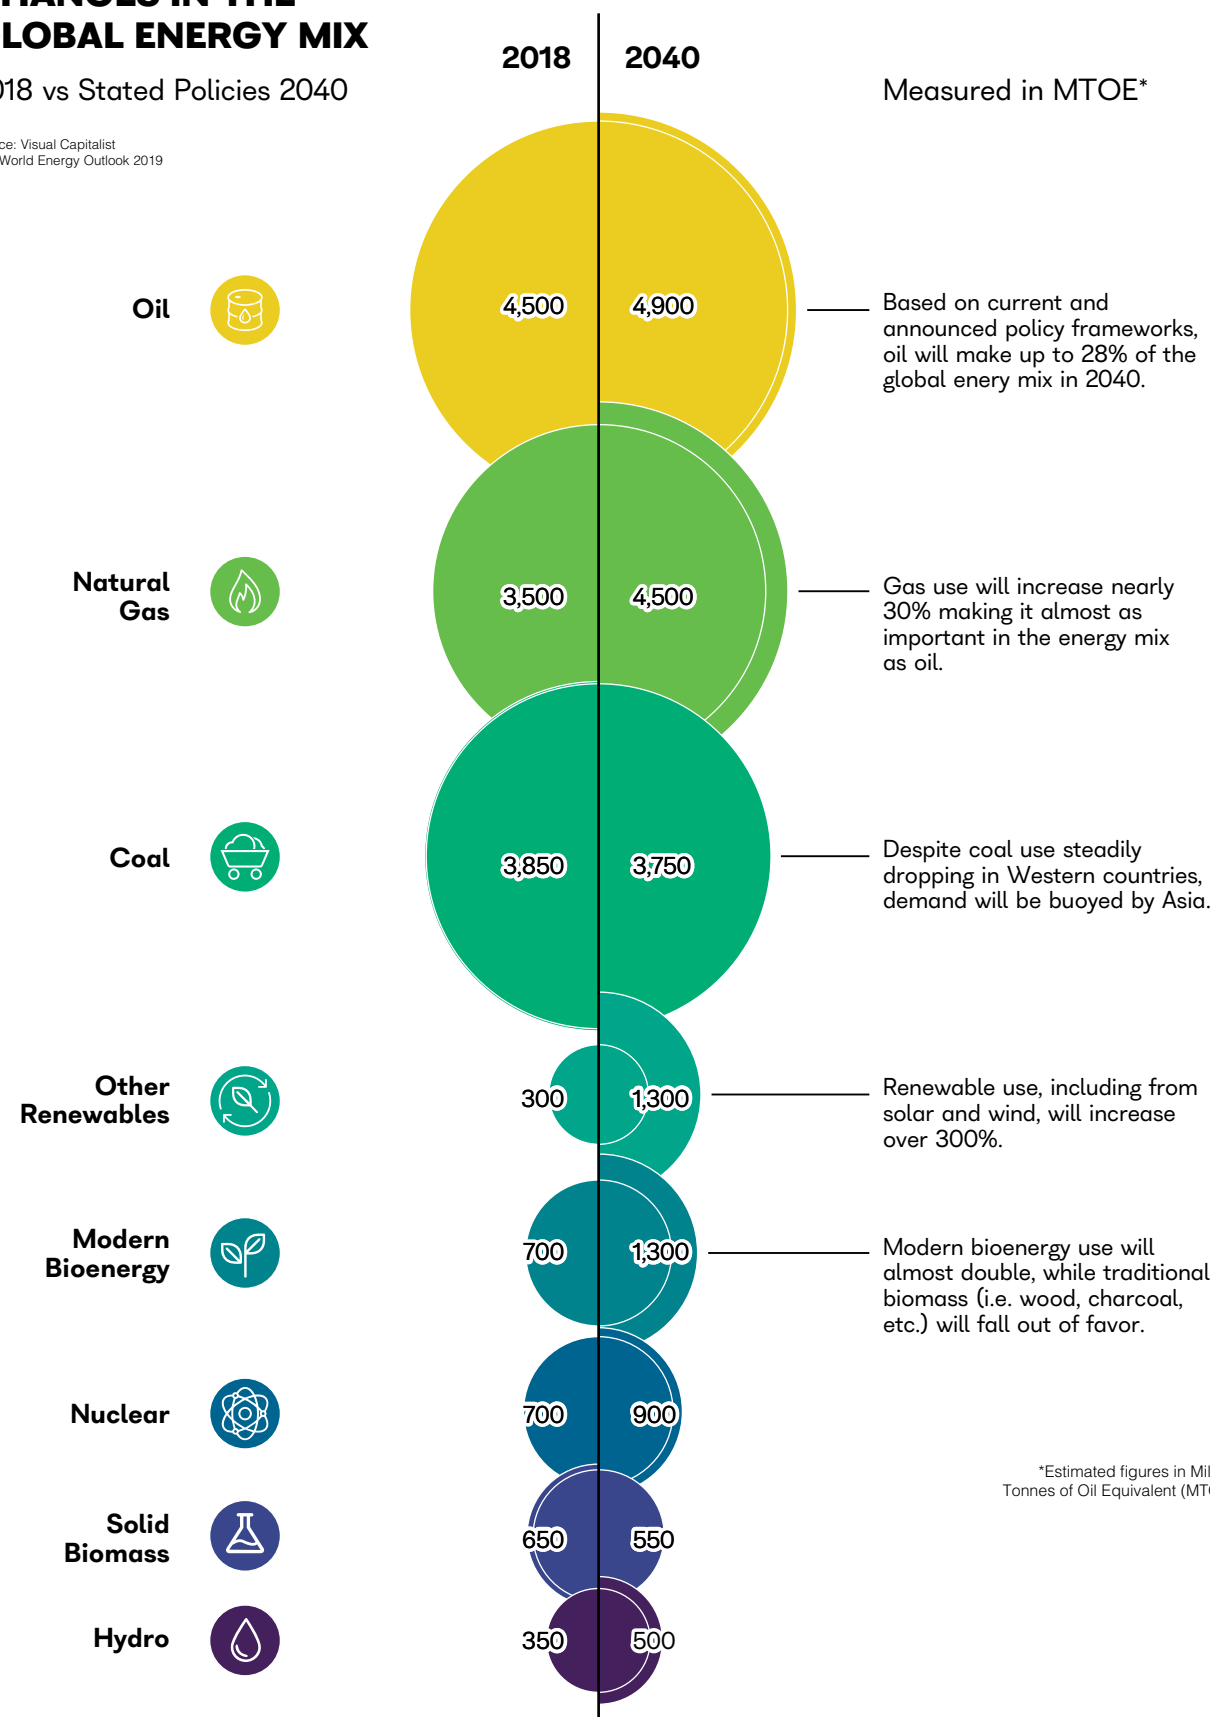 GLOBAL ENERGY MIX
vs Stated Policies 2040
Visual Capitalist
World Energy Outlook 2019
2018
2040
Measured in MTOE*
Oil
4,500
4,900
Based on current and
announced policy frameworks,
oil will make up to 28% of the
global enery mix in 2040.
Natural
Gas
3,500
4,500
Gas use will increase nearly
30% making it almost as
important in the energy mix
as oil.
Coal
3,850
3,750
Despite coal use steadily
dropping in Western countries,
demand will be buoyed by Asia.
Other
Renewables
300
1,300
Renewable use, including from
solar and wind, will increase
over 300%.
Modern
Bioenergy
700
1,300
Modern bioenergy use will
almost double, while traditional
biomass (i.e. wood, charcoal,
etc.) will fall out of favor.
Nuclear
700
900
*Estimated figures in
Tonnes of Oil Equivalent
Solid
Biomass
650
550
Hydro
350
500